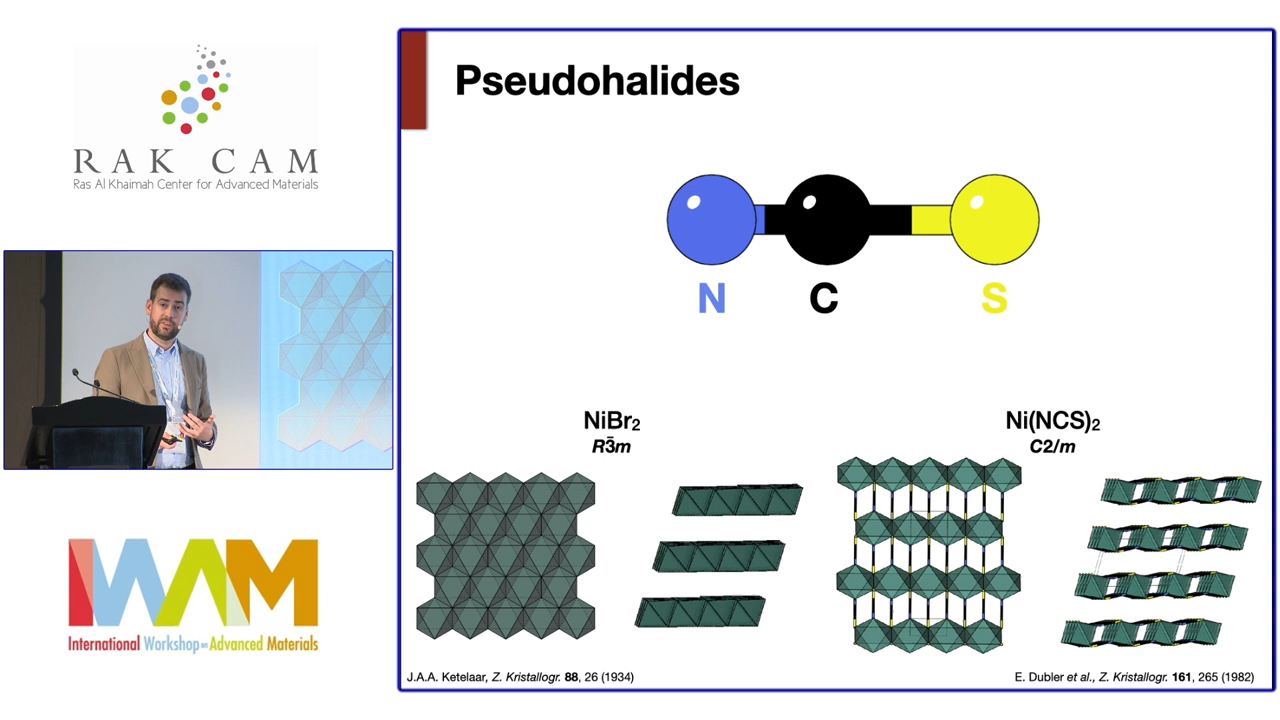 RAK CAM
Ras Al Khaimah Center for Advanced Materials
IWAM
International Workshop on Advanced Materials
Pseudohalides
N C S
NiBr₂
R3̄m
Ni(NCS)₂
C2/m
J.A.A. Ketelaar, Z. Kristallogr. 88, 26 (1934)
E. Dubler et al., Z. Kristallogr. 161, 265 (1982)